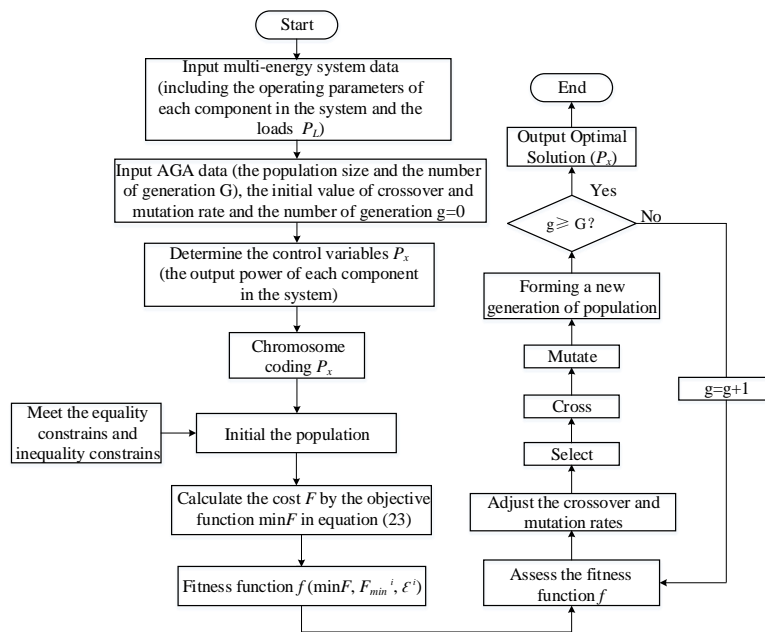 Start
Input multi-energy system data
(including the operating parameters of
each component in the system and the
loads P_L)
Input AGA data (the population size and the number
of generation G), the initial value of crossover and
mutation rate and the number of generation g=0
Determine the control variables P_x
(the output power of each component
in the system)
Chromosome
coding P_x
Meet the equality
constrains and
inequality constrains
Initial the population
Calculate the cost F by the objective
function minF in equation (23)
Fitness function f (minF, F_min^i, ε^i)
Assess the fitness
function f
Adjust the crossover and
mutation rates
Select
Cross
Mutate
Forming a new
generation of population
g≥ G?
Yes
No
g=g+1
Output Optimal
Solution (P_x)
End